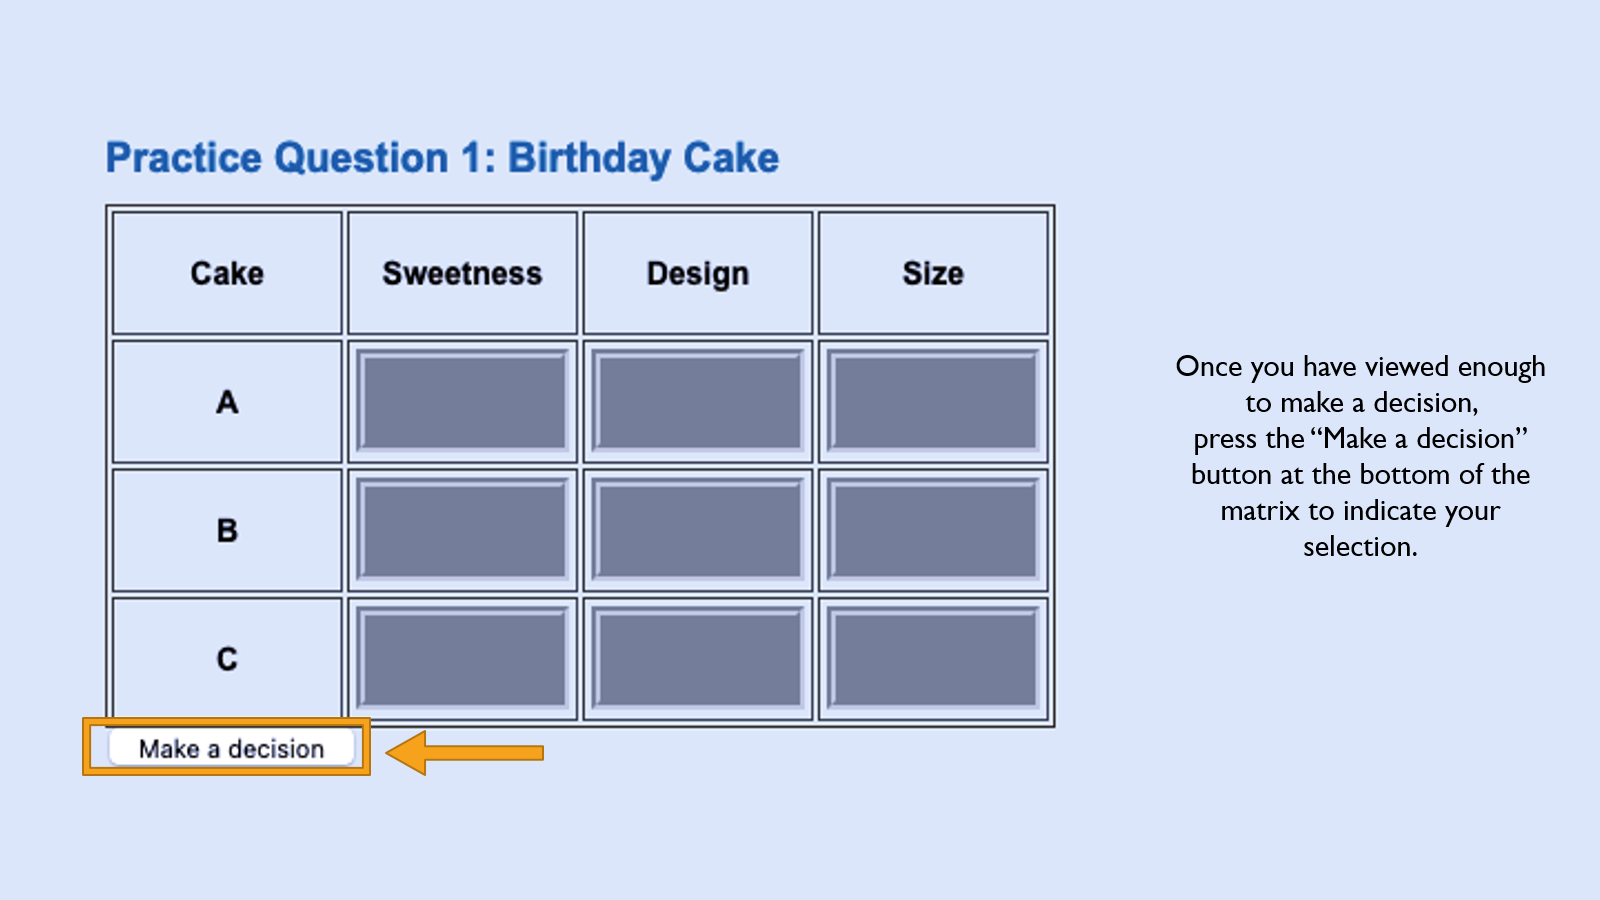 Practice Question 1: Birthday Cake
Cake Sweetness Design Size
A
B
C
Make a decision
Once you have viewed enough
to make a decision,
press the “Make a decision”
button at the bottom of the
matrix to indicate your
selection.